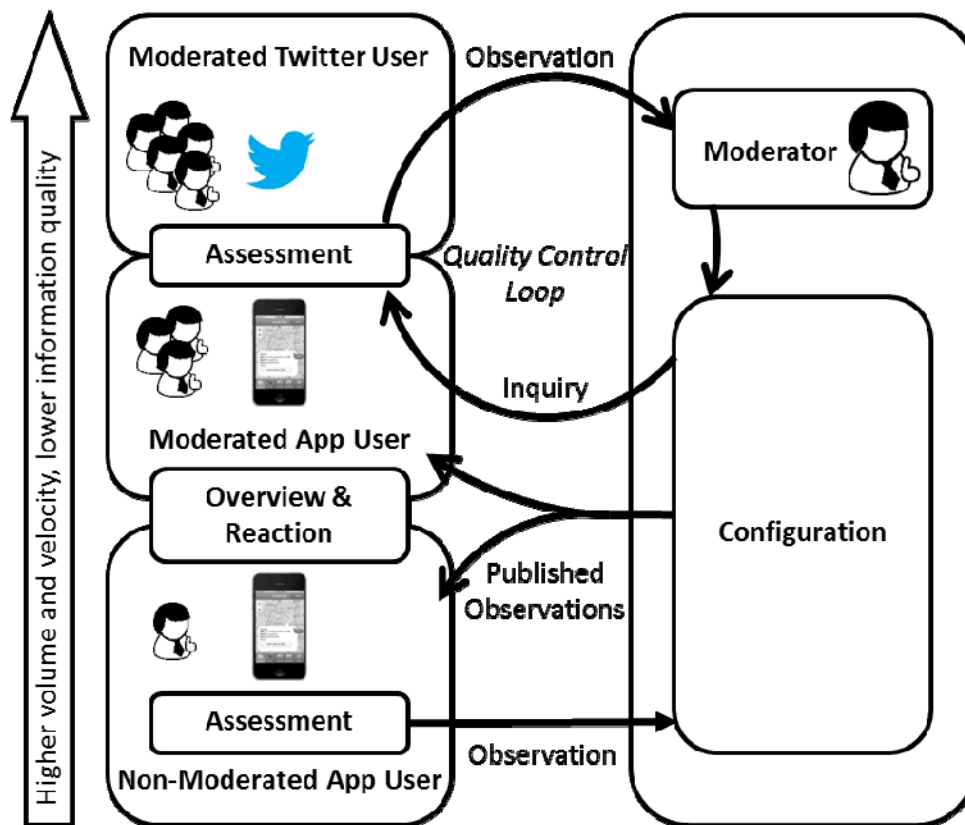 Higher volume and velocity, lower information quality
Moderated Twitter User
Observation
Moderator
Assessment
Quality Control
Loop
Inquiry
Moderated App User
Overview &
Reaction
Configuration
Published
Observations
Assessment
Observation
Non-Moderated App User